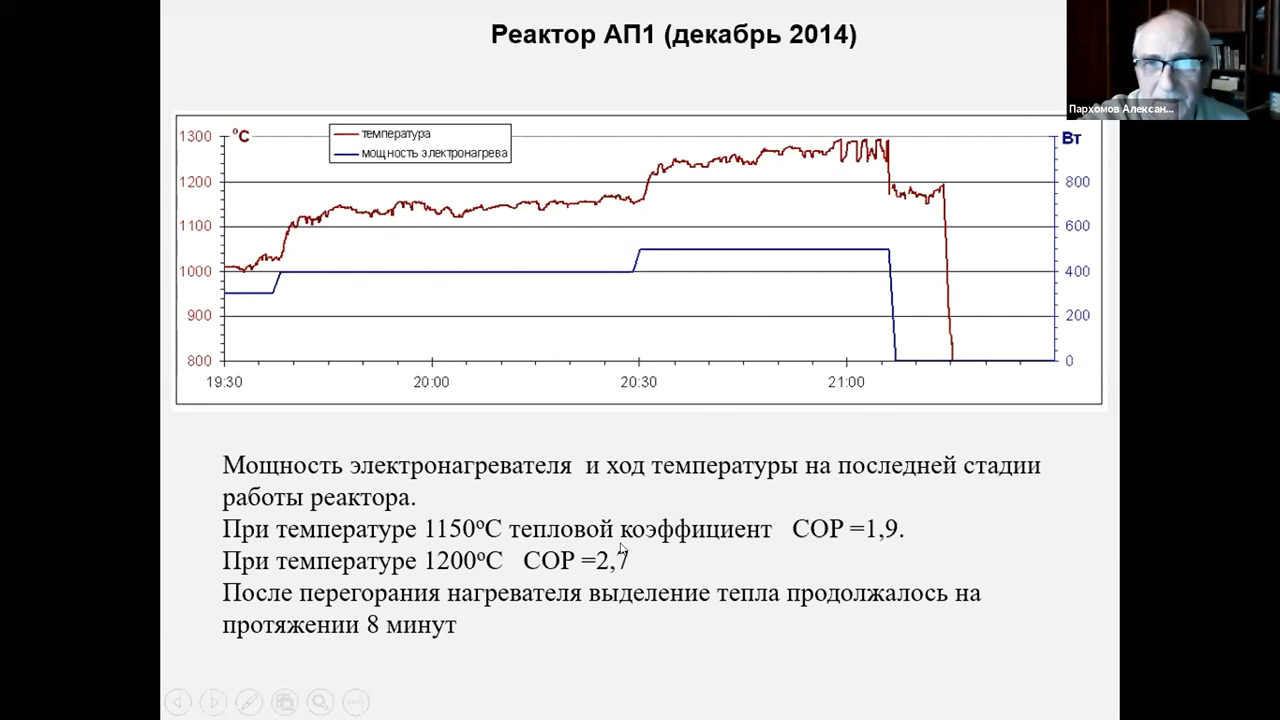 Реактор АП1 (декабрь 2014)
Пархомов Алексан...
1300 °C температура Вт
мощность электронагрева
1200 800
1100 600
1000 400
900 200
800 0
19:30 20:00 20:30 21:00
Мощность электронагревателя и ход температуры на последней стадии
работы реактора.
При температуре 1150°C тепловой коэффициент COP =1,9.
При температуре 1200°C COP =2,7
После перегорания нагревателя выделение тепла продолжалось на
протяжении 8 минут